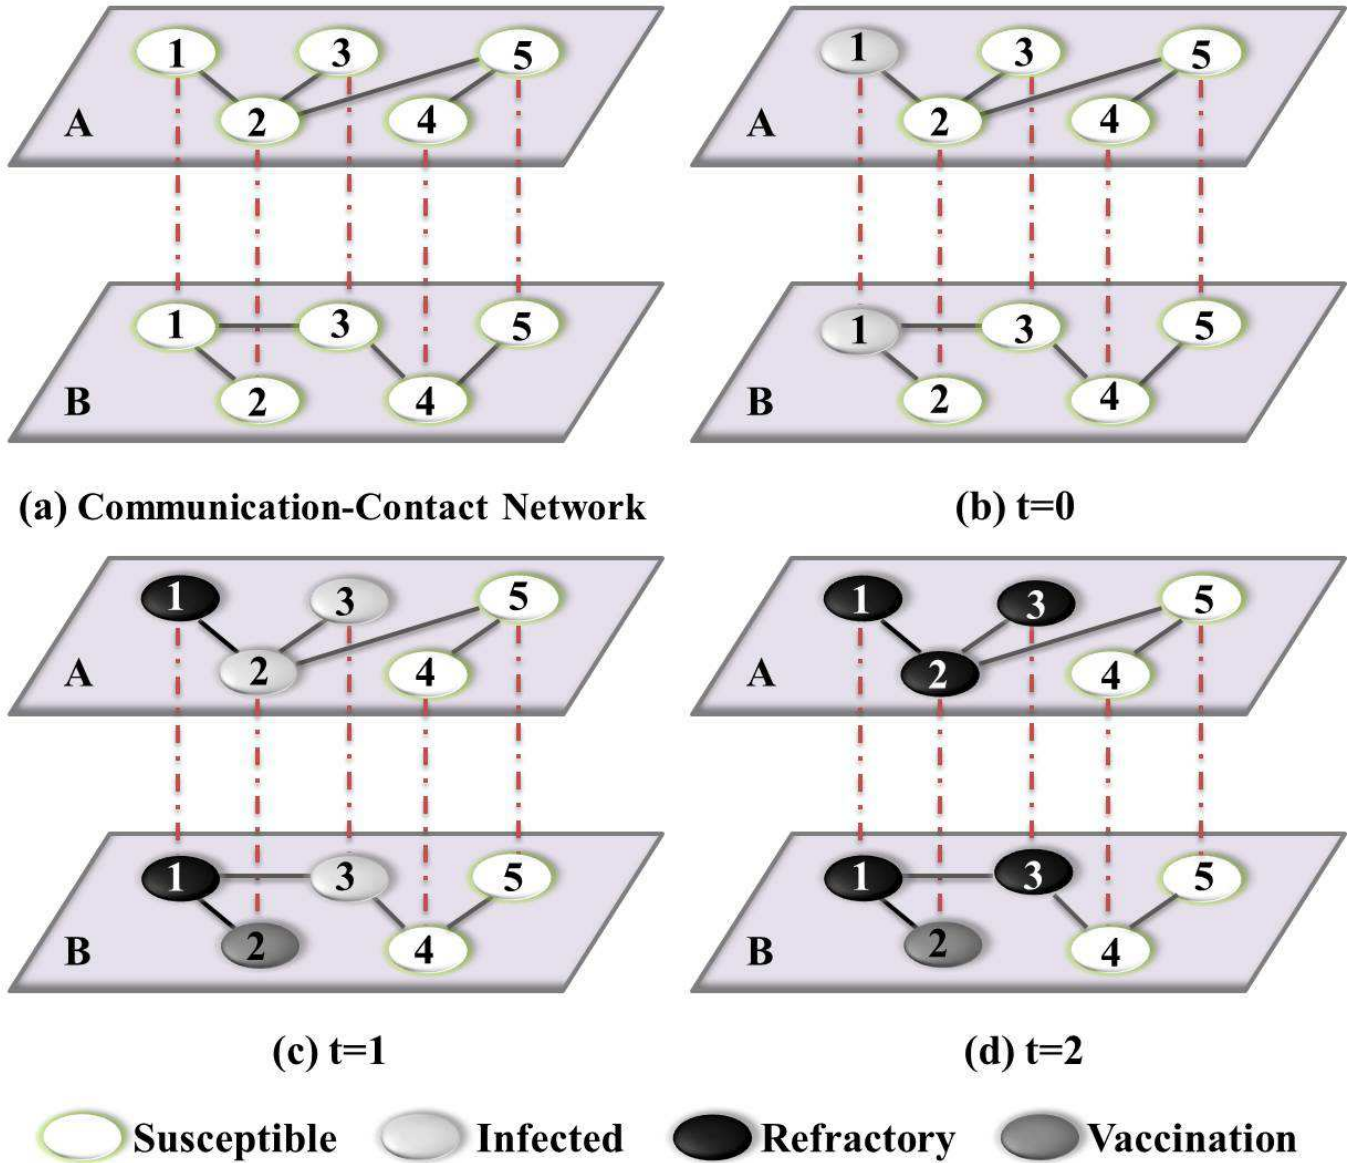 1 3 5
A 2 4
1 3 5
B 2 4
(a) Communication-Contact Network
1 3 5
A 2 4
1 3 5
B 2 4
(b) t=0
1 3 5
A 2 4
1 3 5
B 2 4
(c) t=1
1 3 5
A 2 4
1 3 5
B 2 4
(d) t=2
Susceptible Infected Refractory Vaccination